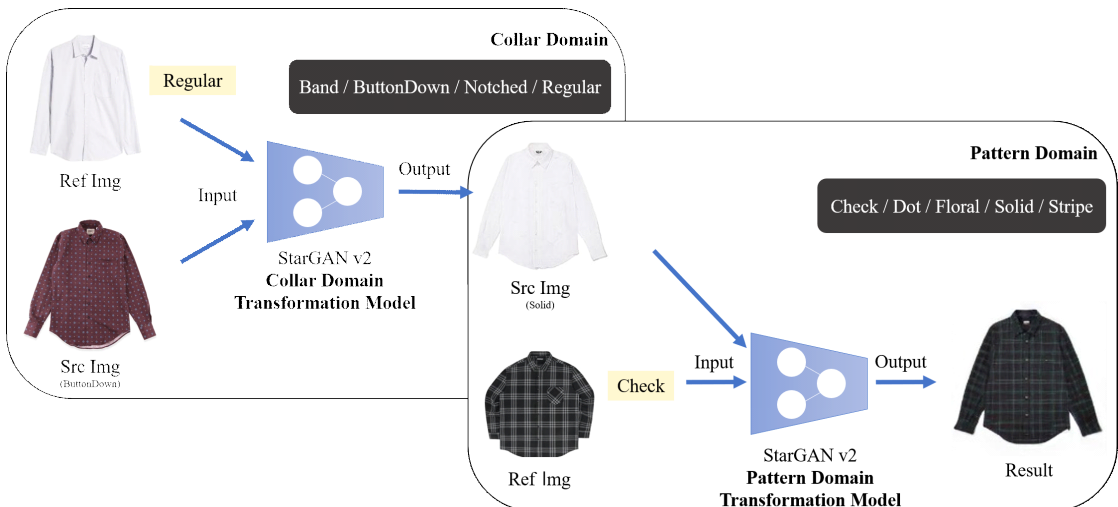 Collar Domain
Regular
Band / ButtonDown / Notched / Regular
Ref Img
Input
Output
StarGAN v2
Collar Domain
Transformation Model
Src Img
(ButtonDown)
Pattern Domain
Check / Dot / Floral / Solid / Stripe
Src Img
(Solid)
Check
Input
Output
Ref Img
StarGAN v2
Pattern Domain
Transformation Model
Result